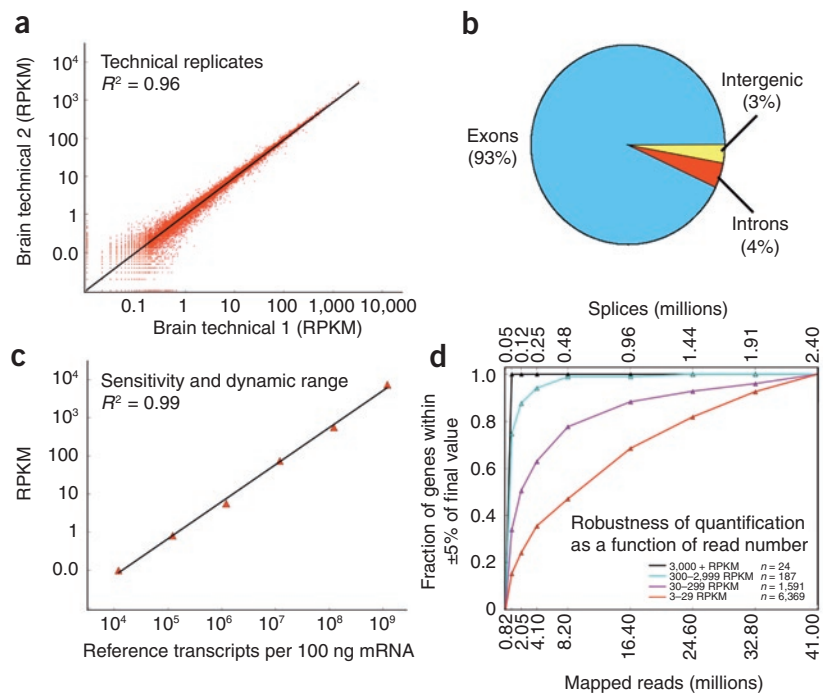 a
Technical replicates
R² = 0.96
Brain technical 2 (RPKM)
10⁴
10³
100
10
1
0.0
0.1
1
10
100
1,000
10,000
Brain technical 1 (RPKM)
b
Exons
(93%)
Intergenic
(3%)
Introns
(4%)
c
Sensitivity and dynamic range
R² = 0.99
RPKM
10⁴
10³
100
10
1
0.0
10⁴
10⁵
10⁶
10⁷
10⁸
10⁹
Reference transcripts per 100 ng mRNA
d
Splices (millions)
0.05
0.12
0.25
0.48
0.96
1.44
1.91
2.40
Fraction of genes within
±5% of final value
1.0
0.8
0.6
0.4
0.2
0
Robustness of quantification
as a function of read number
3,000 + RPKM n = 24
300–2,999 RPKM n = 187
30–299 RPKM n = 1,591
3–29 RPKM n = 6,369
0.82
2.05
4.10
8.20
16.40
24.60
32.80
41.00
Mapped reads (millions)